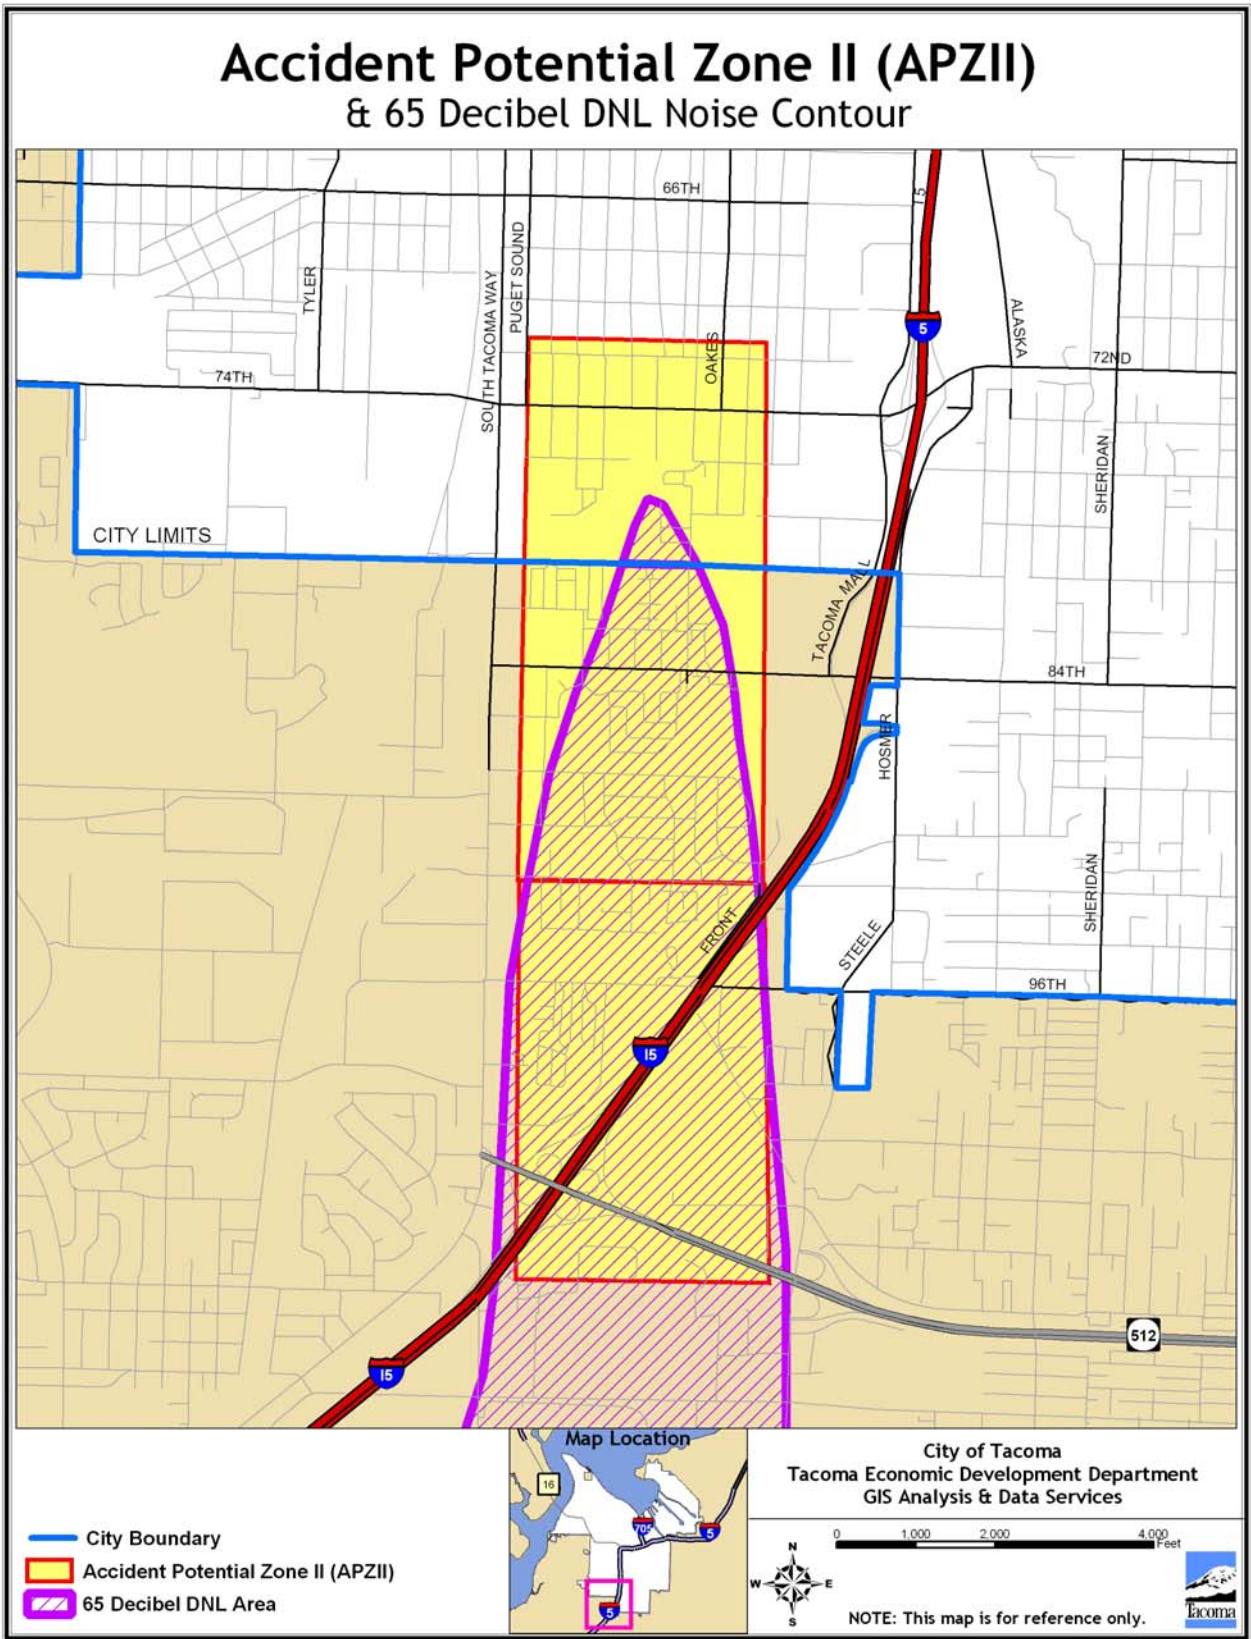 Accident Potential Zone II (APZII)
& 65 Decibel DNL Noise Contour
66TH
I5
TYLER
SOUTH TACOMA WAY
PUGET SOUND
OAKES
5
ALASKA
72ND
74TH
SHERIDAN
CITY LIMITS
TACOMA MALL
84TH
HOSMER
SHERIDAN
FRONT
STEELE
96TH
I5
512
I5
Map Location
16
705
5
5
City of Tacoma
Tacoma Economic Development Department
GIS Analysis & Data Services
City Boundary
Accident Potential Zone II (APZII)
65 Decibel DNL Area
0 1,000 2,000 4,000
Feet
N
W E
S
NOTE: This map is for reference only.
Tacoma